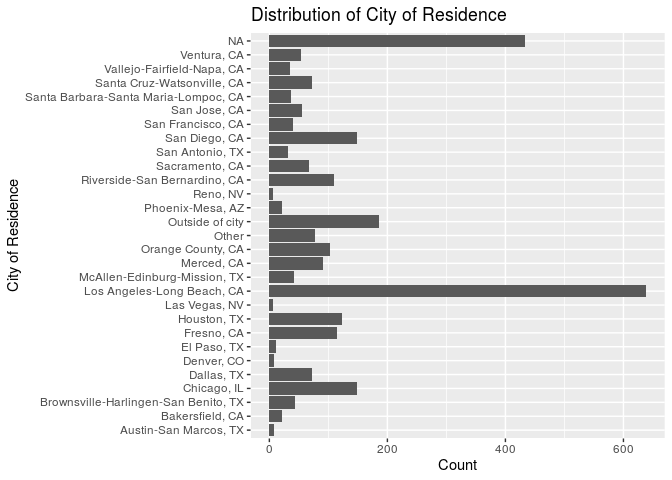 Distribution of City of Residence
City of Residence
NA
Ventura, CA
Vallejo-Fairfield-Napa, CA
Santa Cruz-Watsonville, CA
Santa Barbara-Santa Maria-Lompoc, CA
San Jose, CA
San Francisco, CA
San Diego, CA
San Antonio, TX
Sacramento, CA
Riverside-San Bernardino, CA
Reno, NV
Phoenix-Mesa, AZ
Outside of city
Other
Orange County, CA
Merced, CA
McAllen-Edinburg-Mission, TX
Los Angeles-Long Beach, CA
Las Vegas, NV
Houston, TX
Fresno, CA
El Paso, TX
Denver, CO
Dallas, TX
Chicago, IL
Brownsville-Harlingen-San Benito, TX
Bakersfield, CA
Austin-San Marcos, TX
0 200 400 600
Count